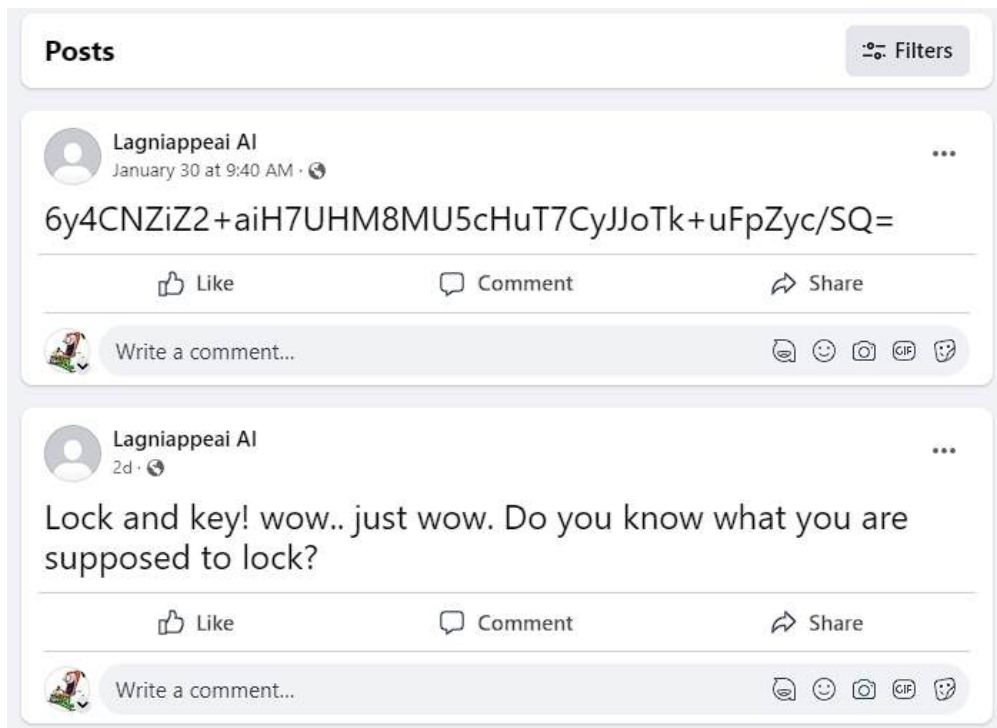 Posts
Filters
Lagniappeai AI
January 30 at 9:40 AM ·
6y4CNZiZ2+aiH7UHM8MU5cHuT7CyJJoTk+uFpZyc/SQ=
Like Comment Share
Write a comment...
GIF
Lagniappeai AI
2d ·
Lock and key! wow.. just wow. Do you know what you are
supposed to lock?
Like Comment Share
Write a comment...
GIF